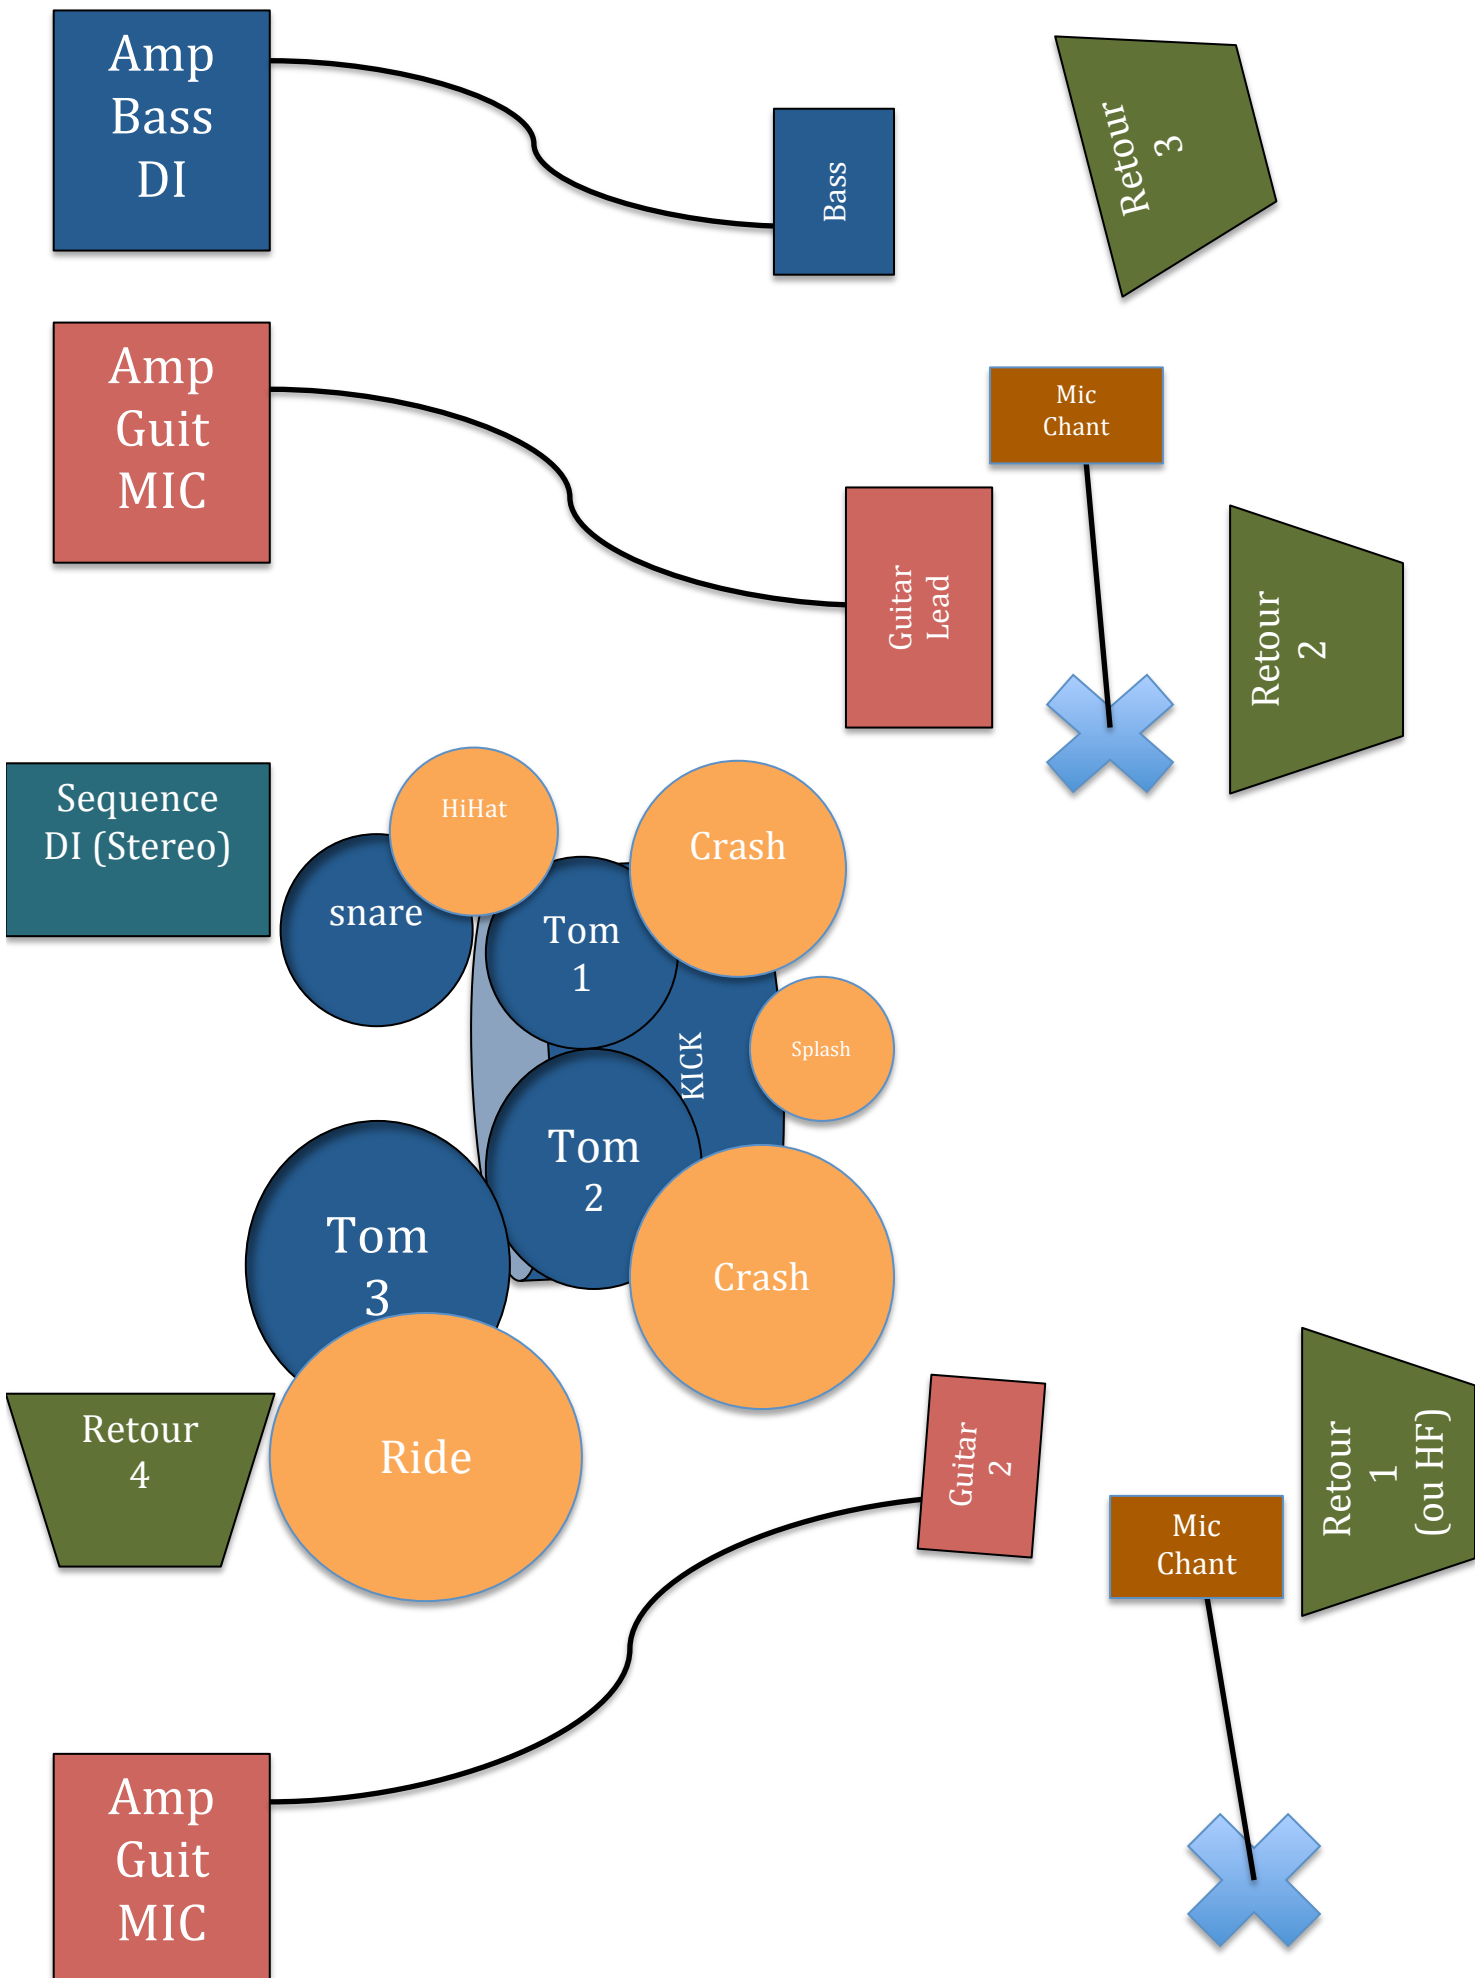 Amp
Bass
DI
Bass
Retour
3
Amp
Guit
MIC
Mic
Chant
Guitar
Lead
Retour
2
Sequence
DI (Stereo)
HiHat
Crash
snare
Tom
1
KICK
Splash
Tom
2
Tom
3
Crash
Retour
4
Ride
Guitar
2
Retour
1
(ou HF)
Mic
Chant
Amp
Guit
MIC